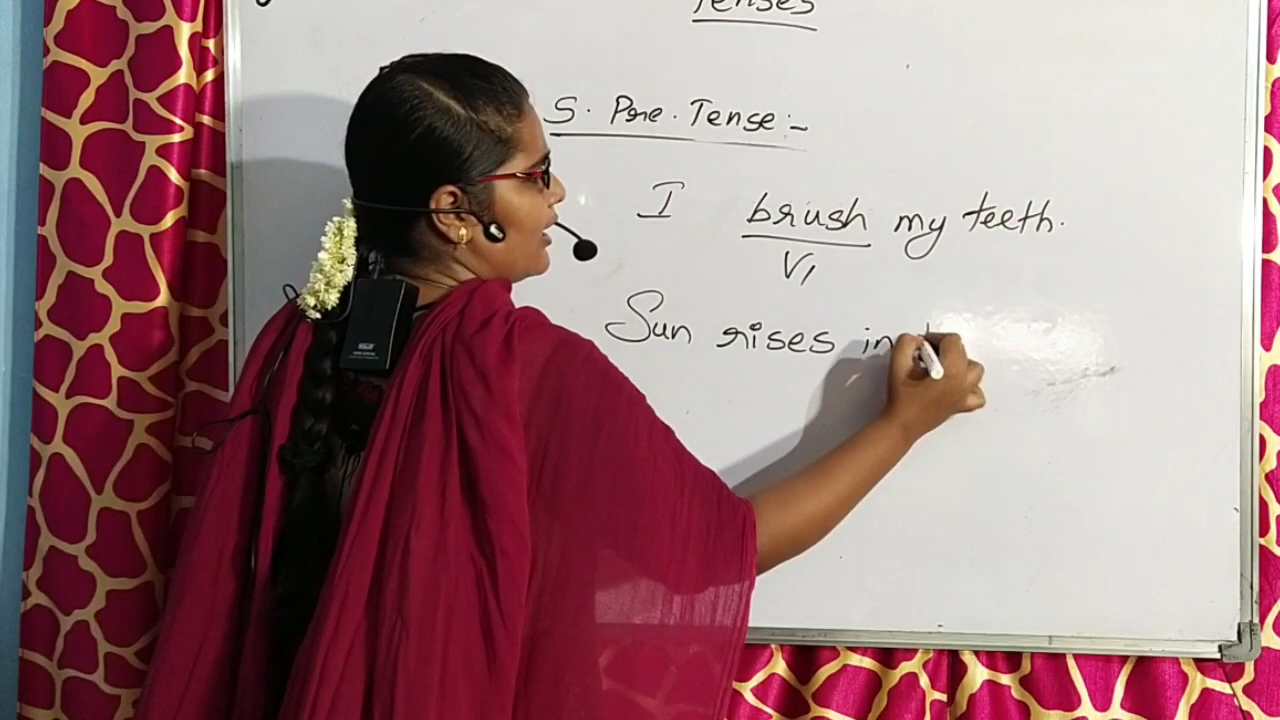 Tenses
S. Pre. Tense:-
I brush my teeth.
V1
Sun rises in